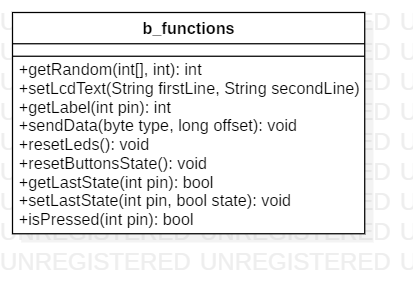 b_functions
+getRandom(int[], int): int
+setLcdText(String firstLine, String secondLine)
+getLabel(int pin): int
+sendData(byte type, long offset): void
+resetLeds(): void
+resetButtonsState(): void
+getLastState(int pin): bool
+setLastState(int pin, bool state): void
+isPressed(int pin): bool
UNREGISTERED UNREGISTERED U